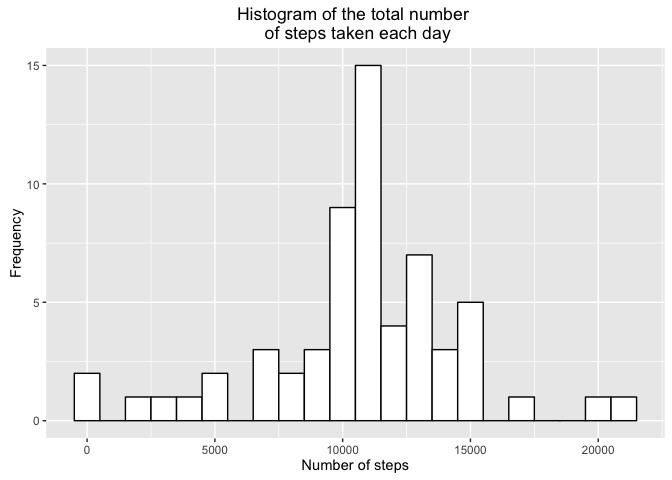 Histogram of the total number
of steps taken each day
15
10
5
0
Frequency
0 5000 10000 15000 20000
Number of steps